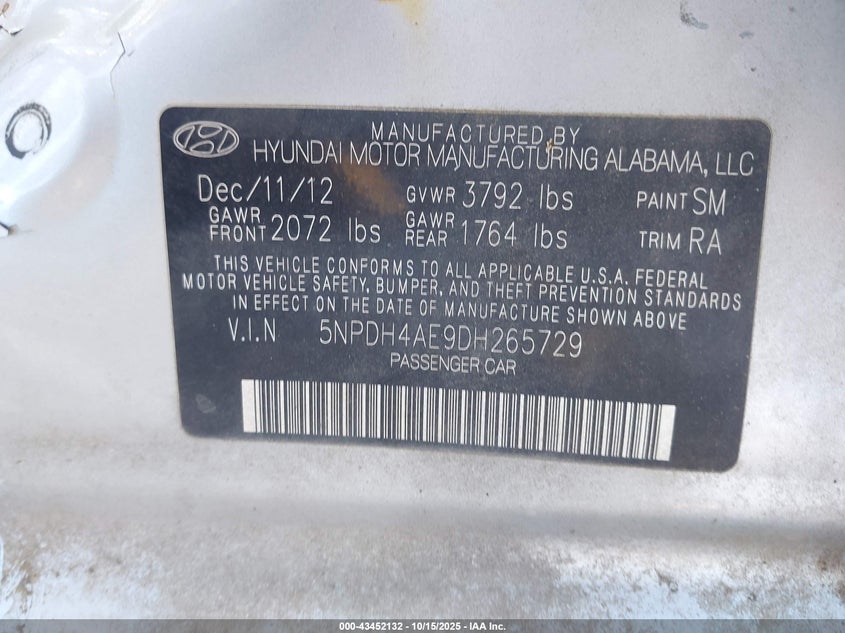 MANUFACTURED BY
HYUNDAI MOTOR MANUFACTURING ALABAMA, LLC
Dec/11/12 GVWR 3792 lbs PAINT SM
GAWR FRONT 2072 lbs GAWR REAR 1764 lbs TRIM RA
THIS VEHICLE CONFORMS TO ALL APPLICABLE U.S.A. FEDERAL
MOTOR VEHICLE SAFETY, BUMPER, AND THEFT PREVENTION STANDARDS
IN EFFECT ON THE DATE OF MANUFACTURE SHOWN ABOVE
V.I.N 5NPDH4AE9DH265729
PASSENGER CAR
000-43452132 - 10/15/2025 - IAA Inc.